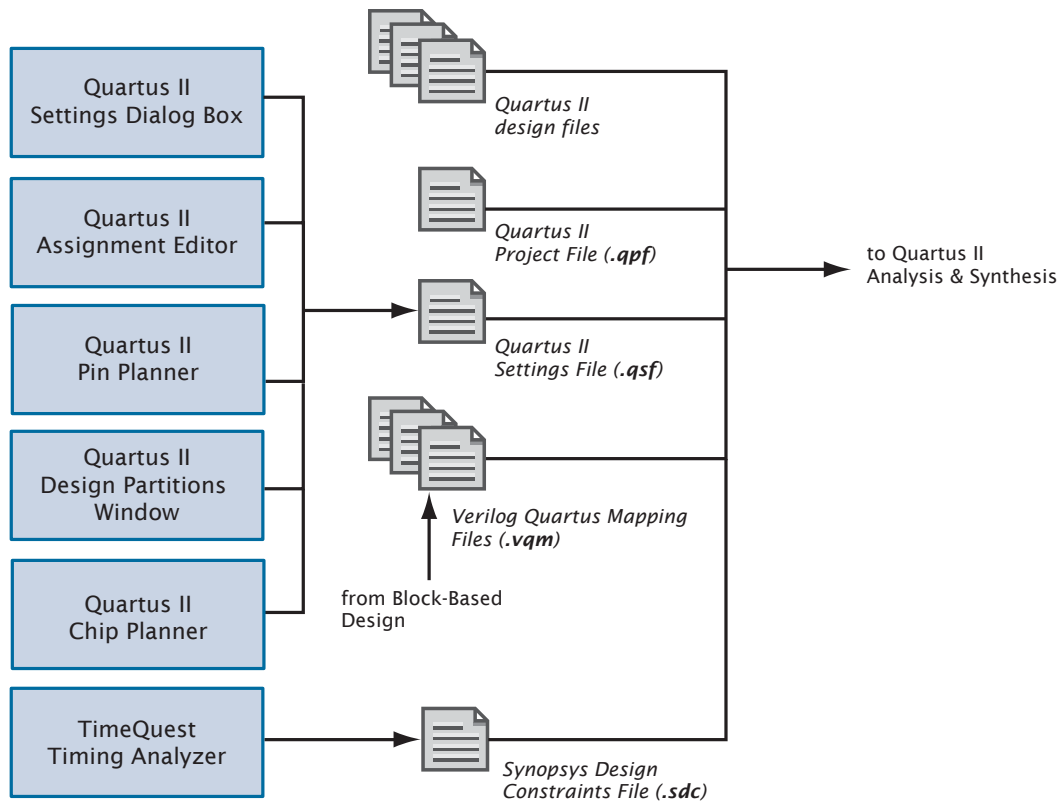 Quartus II
Settings Dialog Box
Quartus II
Assignment Editor
Quartus II
Pin Planner
Quartus II
Design Partitions
Window
Quartus II
Chip Planner
TimeQuest
Timing Analyzer
Quartus II
design files
Quartus II
Project File (.qpf)
Quartus II
Settings File (.qsf)
Verilog Quartus Mapping
Files (.vqm)
from Block-Based
Design
Synopsys Design
Constraints File (.sdc)
to Quartus II
Analysis & Synthesis